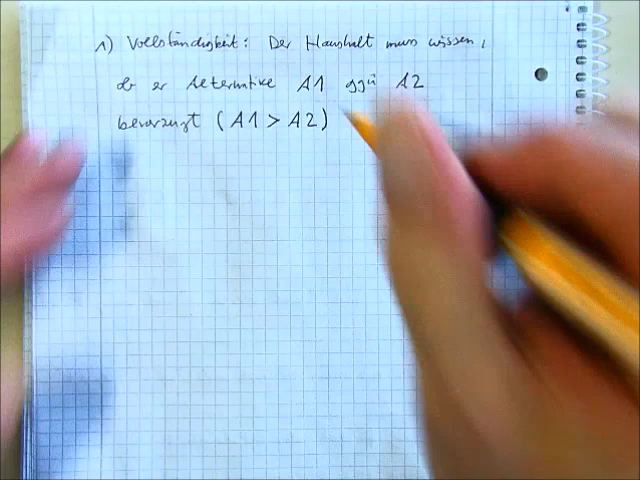 1) Vollständigkeit: Der Haushalt muss wissen,
ob er Alternative A1 ggü A2
bevorzugt (A1 > A2)